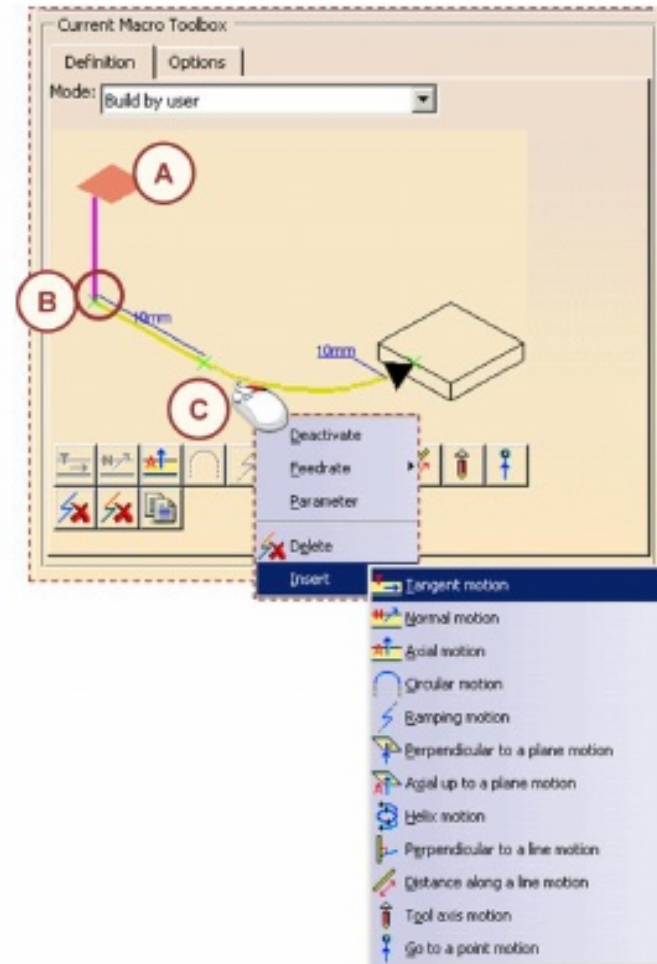 Current Macro Toolbox
Definition
Options
Mode:
Build by user
A
B
10mm
10mm
C
Deactivate
Feedrate
Parameter
Delete
Insert
Tangent motion
Normal motion
Axial motion
Circular motion
Ramping motion
Perpendicular to a plane motion
Axial up to a plane motion
Helix motion
Perpendicular to a line motion
Distance along a line motion
Tool axis motion
Go to a point motion